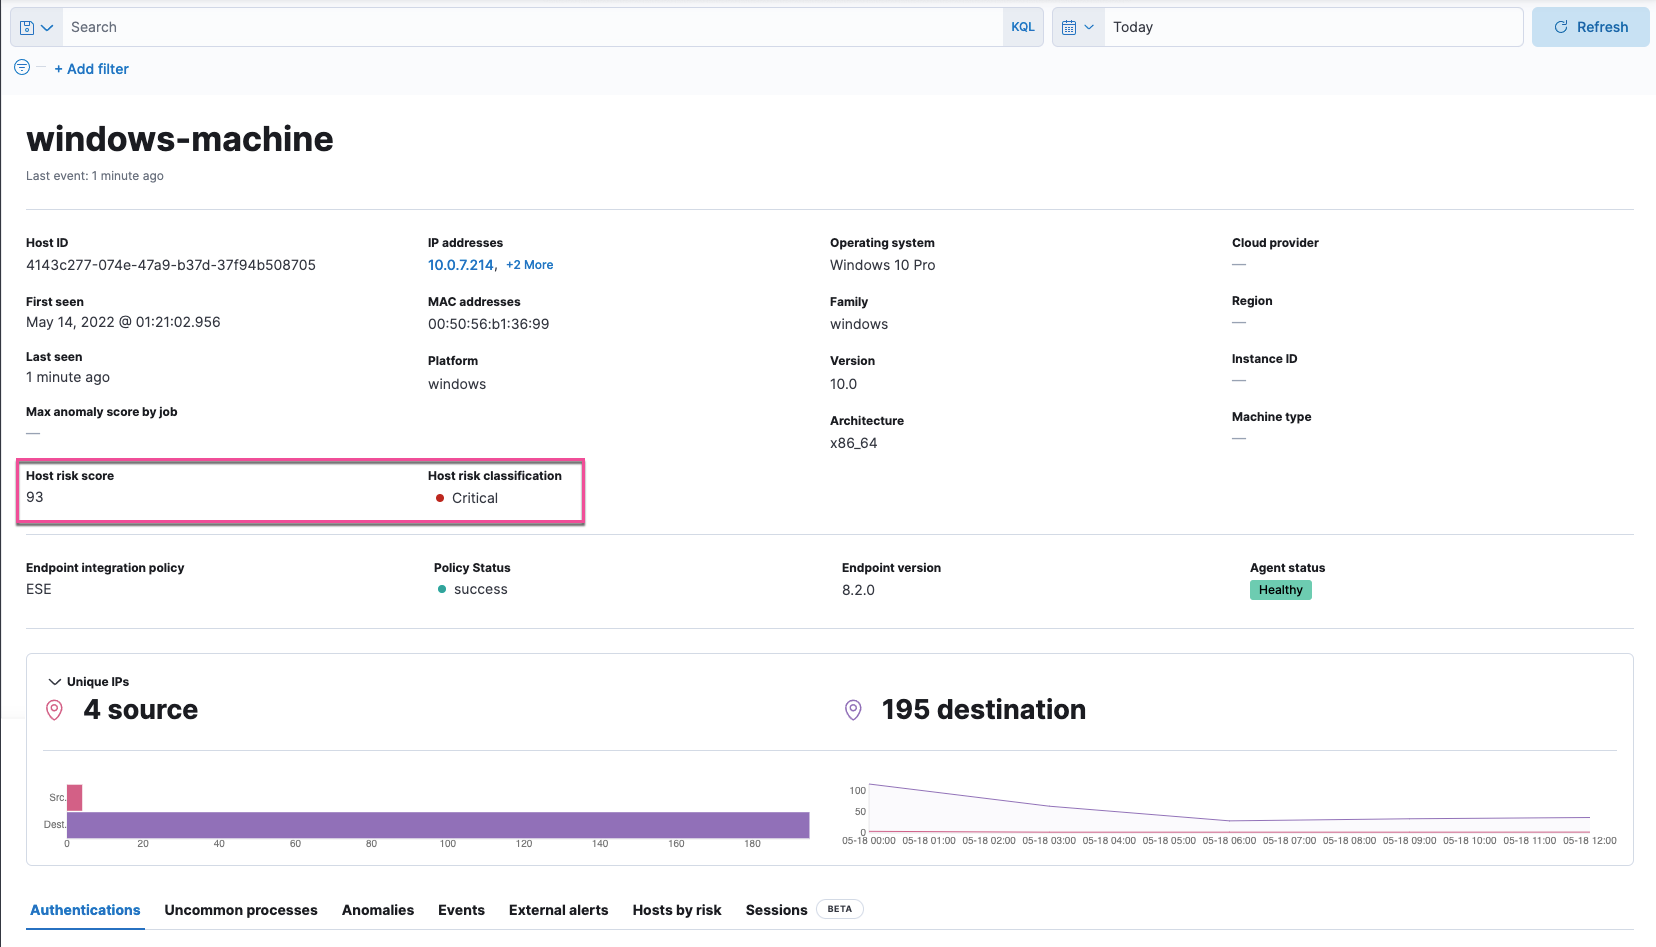 Search
KQL
Today
Refresh
+ Add filter
windows-machine
Last event: 1 minute ago
Host ID
4143c277-074e-47a9-b37d-37f94b508705
First seen
May 14, 2022 @ 01:21:02.956
Last seen
1 minute ago
Max anomaly score by job
—
IP addresses
10.0.7.214, +2 More
MAC addresses
00:50:56:b1:36:99
Platform
windows
Operating system
Windows 10 Pro
Family
windows
Version
10.0
Architecture
x86_64
Cloud provider
—
Region
—
Instance ID
—
Machine type
—
Host risk score
93
Host risk classification
Critical
Endpoint integration policy
ESE
Policy Status
success
Endpoint version
8.2.0
Agent status
Healthy
Unique IPs
4 source
195 destination
Src.
Dest.
0 20 40 60 80 100 120 140 160 180
100
50
0
05-18 00:00 05-18 01:00 05-18 02:00 05-18 03:00 05-18 04:00 05-18 05:00 05-18 06:00 05-18 07:00 05-18 08:00 05-18 09:00 05-18 10:00 05-18 11:00 05-18 12:00
Authentications Uncommon processes Anomalies Events External alerts Hosts by risk Sessions BETA